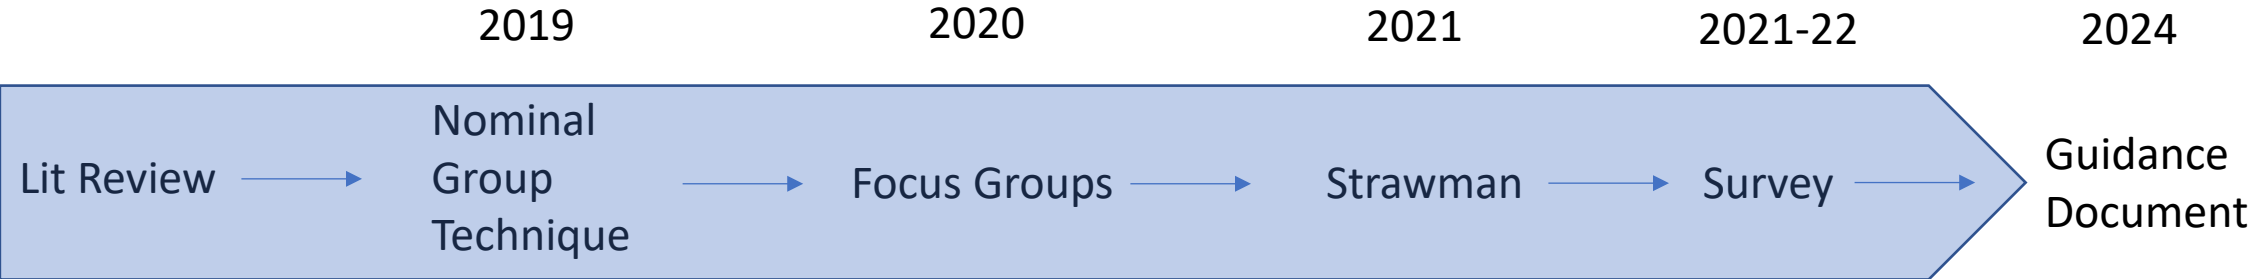 2019 2020 2021 2021-22 2024
Lit Review
Nominal
Group
Technique
Focus Groups
Strawman
Survey
Guidance
Document